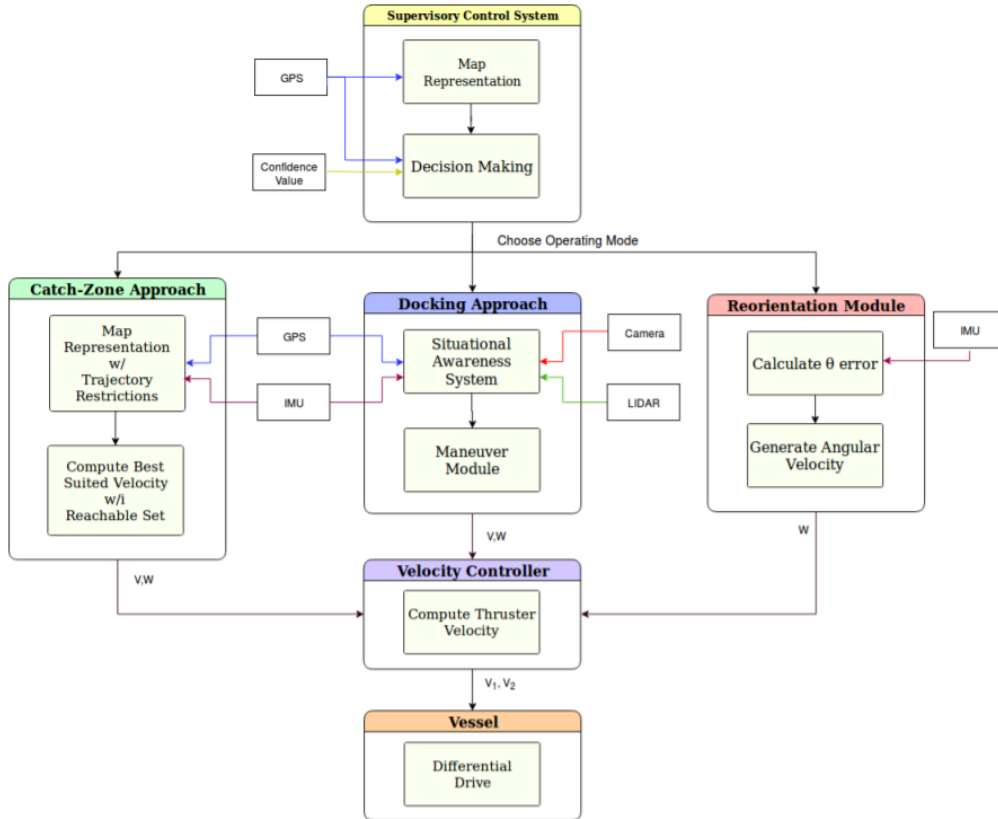 Supervisory Control System
GPS
Map
Representation
Confidence
Value
Decision Making
Choose Operating Mode
Catch-Zone Approach
Map
Representation
w/
Trajectory
Restrictions
Compute Best
Suited Velocity
w/i
Reachable Set
GPS
IMU
Docking Approach
Situational
Awareness
System
Maneuver
Module
Camera
LIDAR
Reorientation Module
Calculate θ error
Generate Angular
Velocity
IMU
V,W
V,W
W
Velocity Controller
Compute Thruster
Velocity
V₁, V₂
Vessel
Differential
Drive